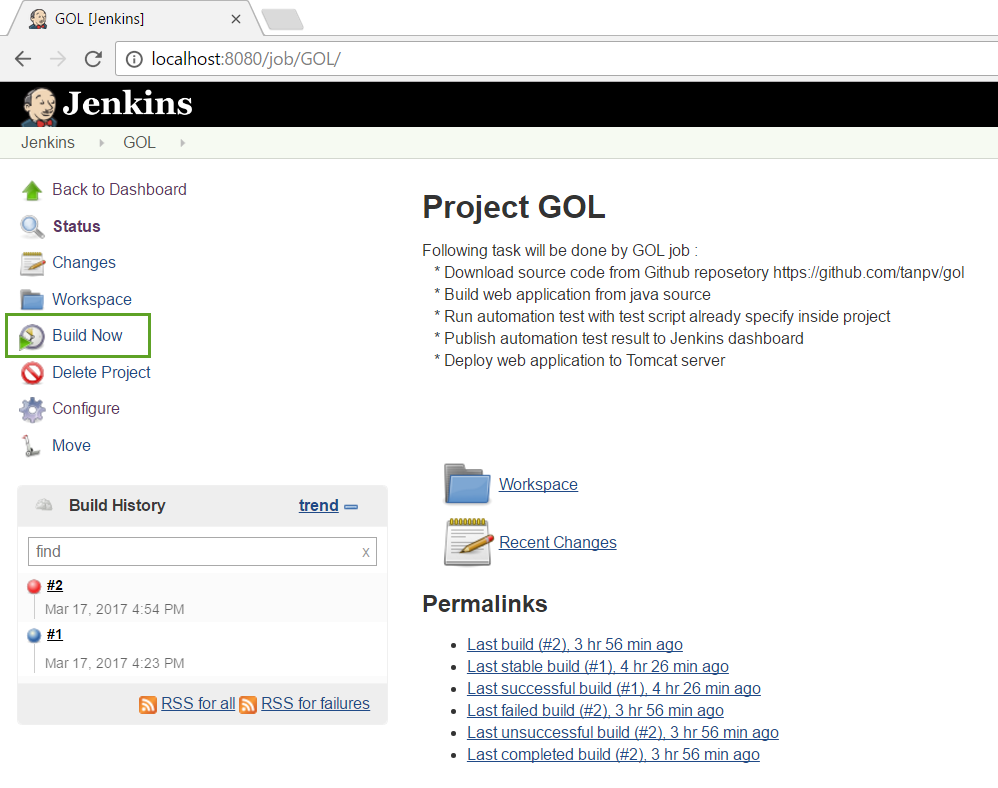 GOL [Jenkins]
localhost:8080/job/GOL/
Jenkins
Jenkins GOL
Back to Dashboard
Status
Changes
Workspace
Build Now
Delete Project
Configure
Move
Build History trend
find x
#2
Mar 17, 2017 4:54 PM
#1
Mar 17, 2017 4:23 PM
RSS for all RSS for failures
Project GOL
Following task will be done by GOL job :
* Download source code from Github reposetory https://github.com/tanpv/gol
* Build web application from java source
* Run automation test with test script already specify inside project
* Publish automation test result to Jenkins dashboard
* Deploy web application to Tomcat server
Workspace
Recent Changes
Permalinks
• Last build (#2), 3 hr 56 min ago
• Last stable build (#1), 4 hr 26 min ago
• Last successful build (#1), 4 hr 26 min ago
• Last failed build (#2), 3 hr 56 min ago
• Last unsuccessful build (#2), 3 hr 56 min ago
• Last completed build (#2), 3 hr 56 min ago